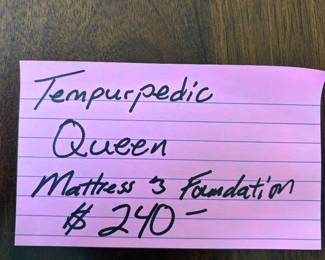 Tempurpedic
Queen
Mattress & Foundation
$ 240-